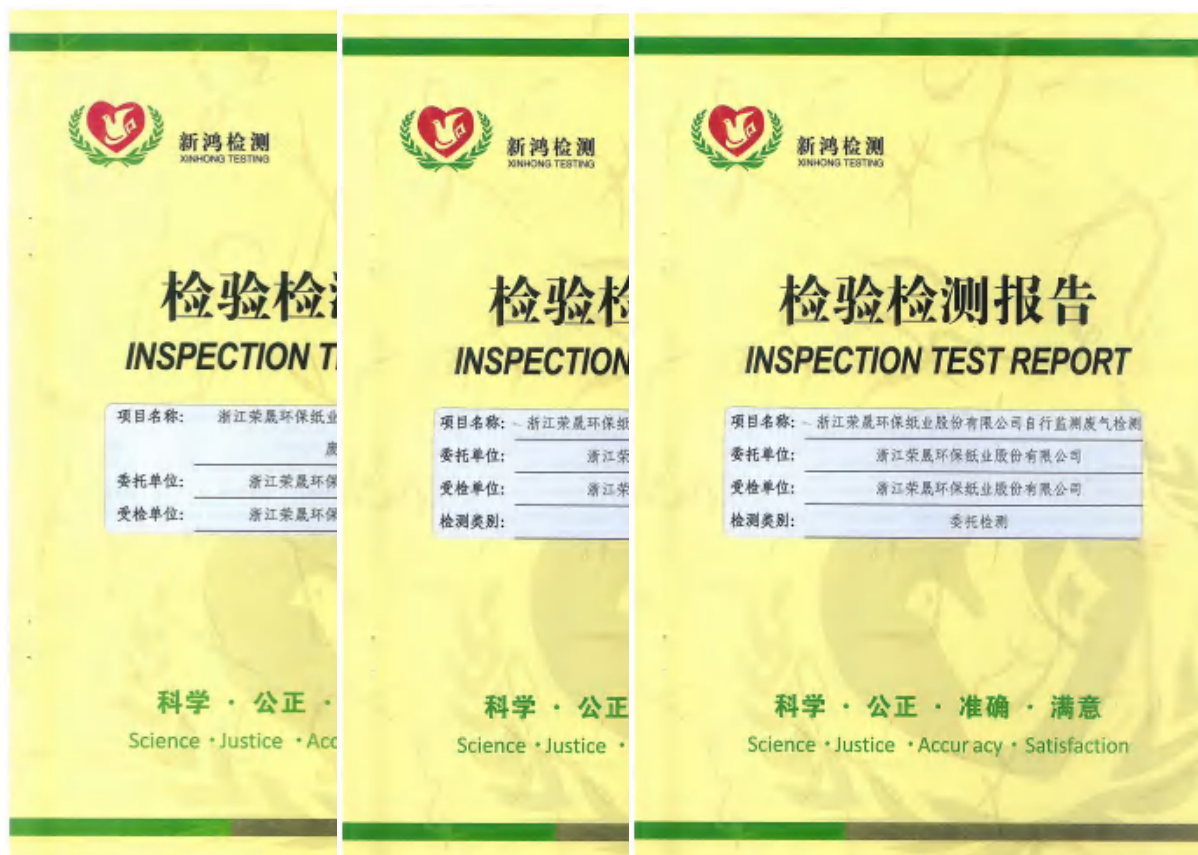 新鸿检测
XINHONG TESTING
检验检
INSPECTION T
项目名称: 浙江荣晟环保纸业
废
委托单位: 浙江荣晟环保
受检单位: 浙江荣晟环保
科学 · 公正 ·
Science · Justice · Acc
新鸿检测
XINHONG TESTING
检验检
INSPECTION
项目名称: 浙江荣晟环保纸
委托单位: 浙江荣
受检单位: 浙江荣
检测类别:
科学 · 公正
Science · Justice ·
新鸿检测
XINHONG TESTING
检验检测报告
INSPECTION TEST REPORT
项目名称: 浙江荣晟环保纸业股份有限公司自行监测废气检测
委托单位: 浙江荣晟环保纸业股份有限公司
受检单位: 浙江荣晟环保纸业股份有限公司
检测类别: 委托检测
科学 · 公正 · 准确 · 满意
Science · Justice · Accuracy · Satisfaction